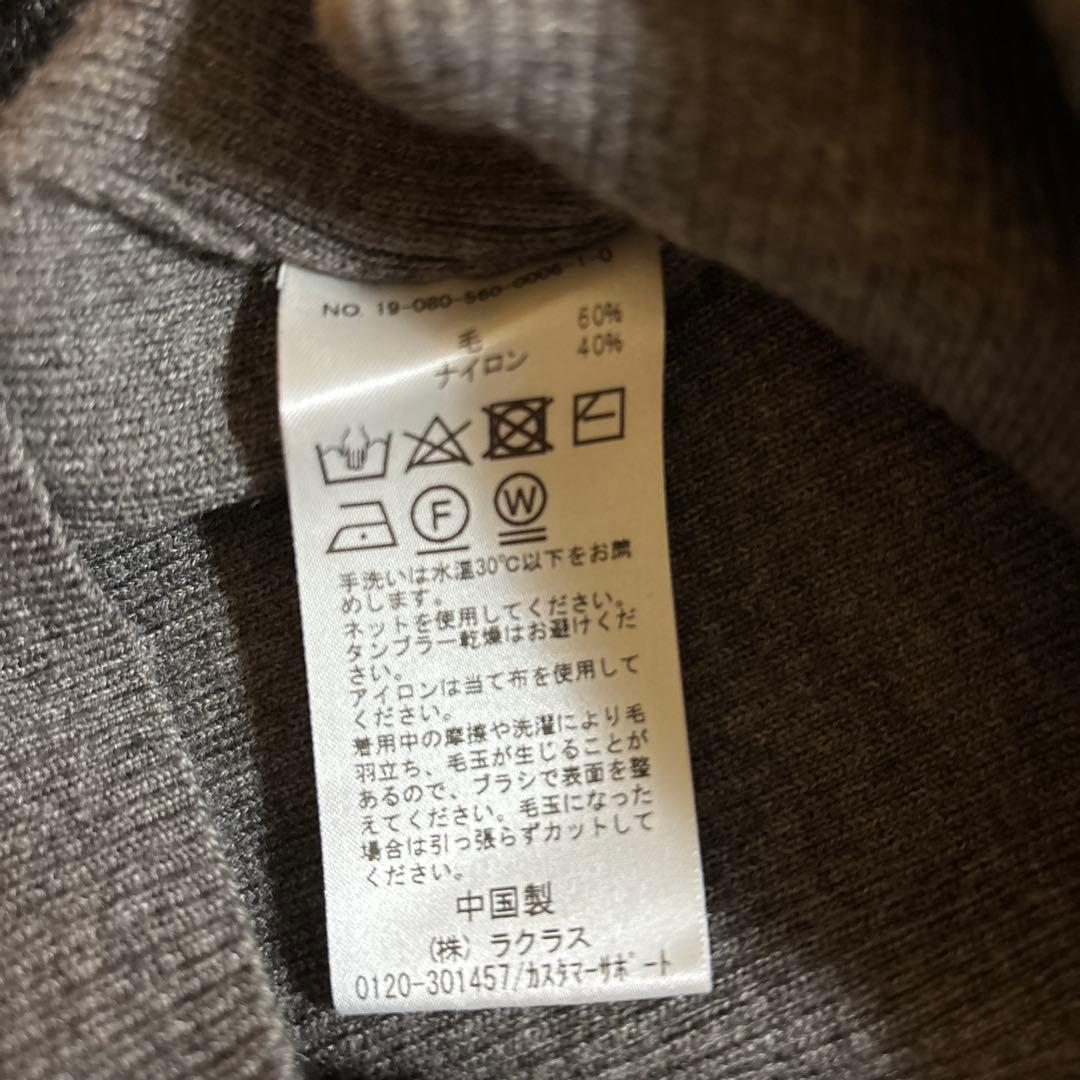 NO. 19-080-560-0006-1-0
毛 60%
ナイロン 40%
F W
手洗いは水温30℃以下をお薦
めします。
ネットを使用してください。
タンブラー乾燥はお避けくだ
さい。
アイロンは当て布を使用して
ください。
着用中の摩擦や洗濯により毛
羽立ち、毛玉が生じることが
あるので、ブラシで表面を整
えてください。毛玉になった
場合は引っ張らずカットして
ください。
中国製
(株) ラクラス
0120-301457/カスタマーサポート